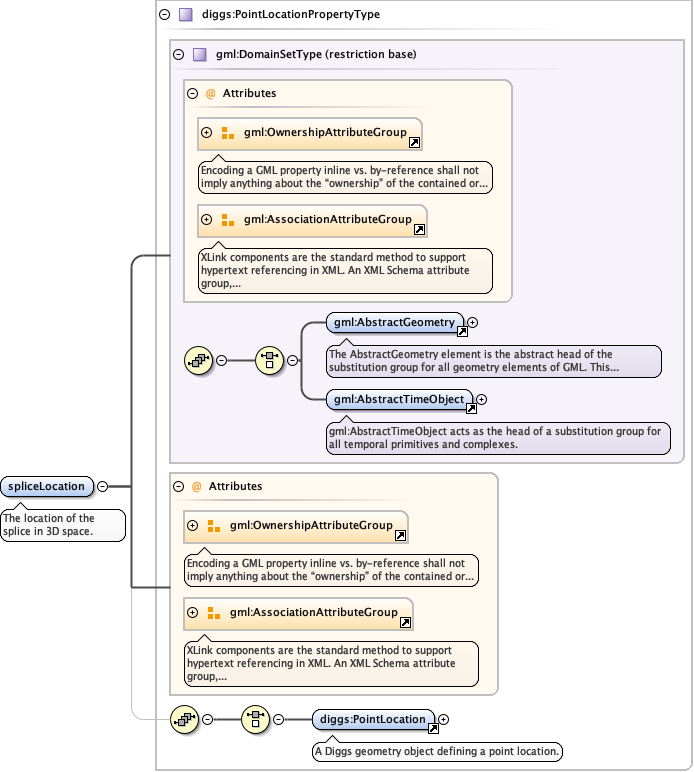 diggs:PointLocationPropertyType
gml:DomainSetType (restriction base)
@ Attributes
gml:OwnershipAttributeGroup
Encoding a GML property inline vs. by-reference shall not
imply anything about the “ownership” of the contained or...
gml:AssociationAttributeGroup
XLink components are the standard method to support
hypertext referencing in XML. An XML Schema attribute
group,...
gml:AbstractGeometry
The AbstractGeometry element is the abstract head of the
substitution group for all geometry elements of GML. This...
gml:AbstractTimeObject
gml:AbstractTimeObject acts as the head of a substitution group for
all temporal primitives and complexes.
spliceLocation
The location of the
splice in 3D space.
@ Attributes
gml:OwnershipAttributeGroup
Encoding a GML property inline vs. by-reference shall not
imply anything about the “ownership” of the contained or...
gml:AssociationAttributeGroup
XLink components are the standard method to support
hypertext referencing in XML. An XML Schema attribute
group,...
diggs:PointLocation
A Diggs geometry object defining a point location.